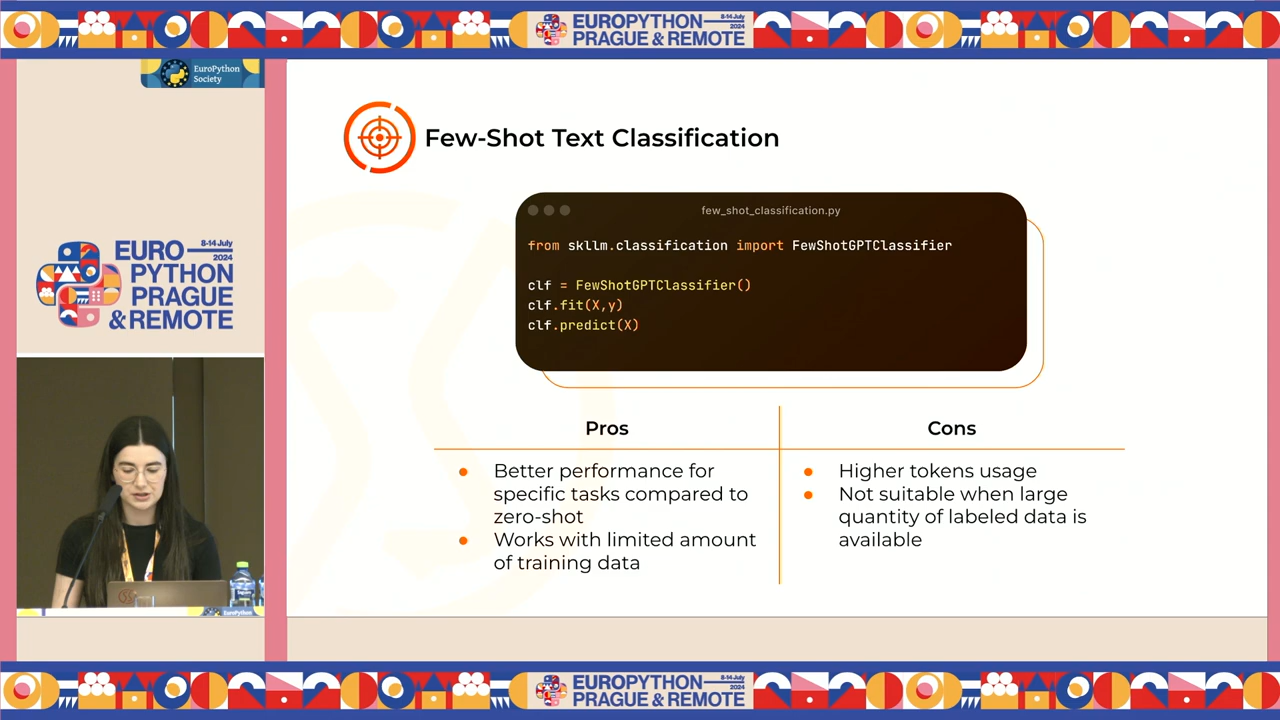 EUROPYTHON
8-14 July
2024
PRAGUE & REMOTE
EuroPython
Society
EURO
8-14 July
2024
PYTHON
PRAGUE
& REMOTE
EuroPython
Few-Shot Text Classification
few_shot_classification.py
from skllm.classification import FewShotGPTClassifier
clf = FewShotGPTClassifier()
clf.fit(X,y)
clf.predict(X)
Pros
Better performance for
specific tasks compared to
zero-shot
Works with limited amount
of training data
Cons
Higher tokens usage
Not suitable when large
quantity of labeled data is
available
EUROPYTHON
8-14 July
2024
PRAGUE & REMOTE